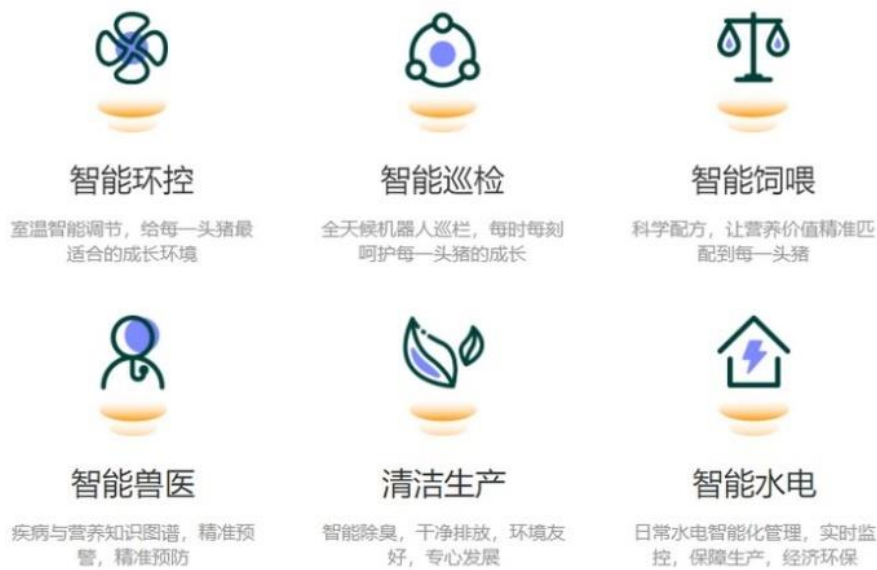 智能环控
智能巡检
智能饲喂
室温智能调节，给每一头猪最
适合的成长环境
全天候机器人巡栏，每时每刻
呵护每一头猪的成长
科学配方，让营养价值精准匹
配到每一头猪
智能兽医
清洁生产
智能水电
疾病与营养知识图谱，精准预
警，精准预防
智能除臭，干净排放，环境友
好，专心发展
日常水电智能化管理，实时监
控，保障生产，经济环保